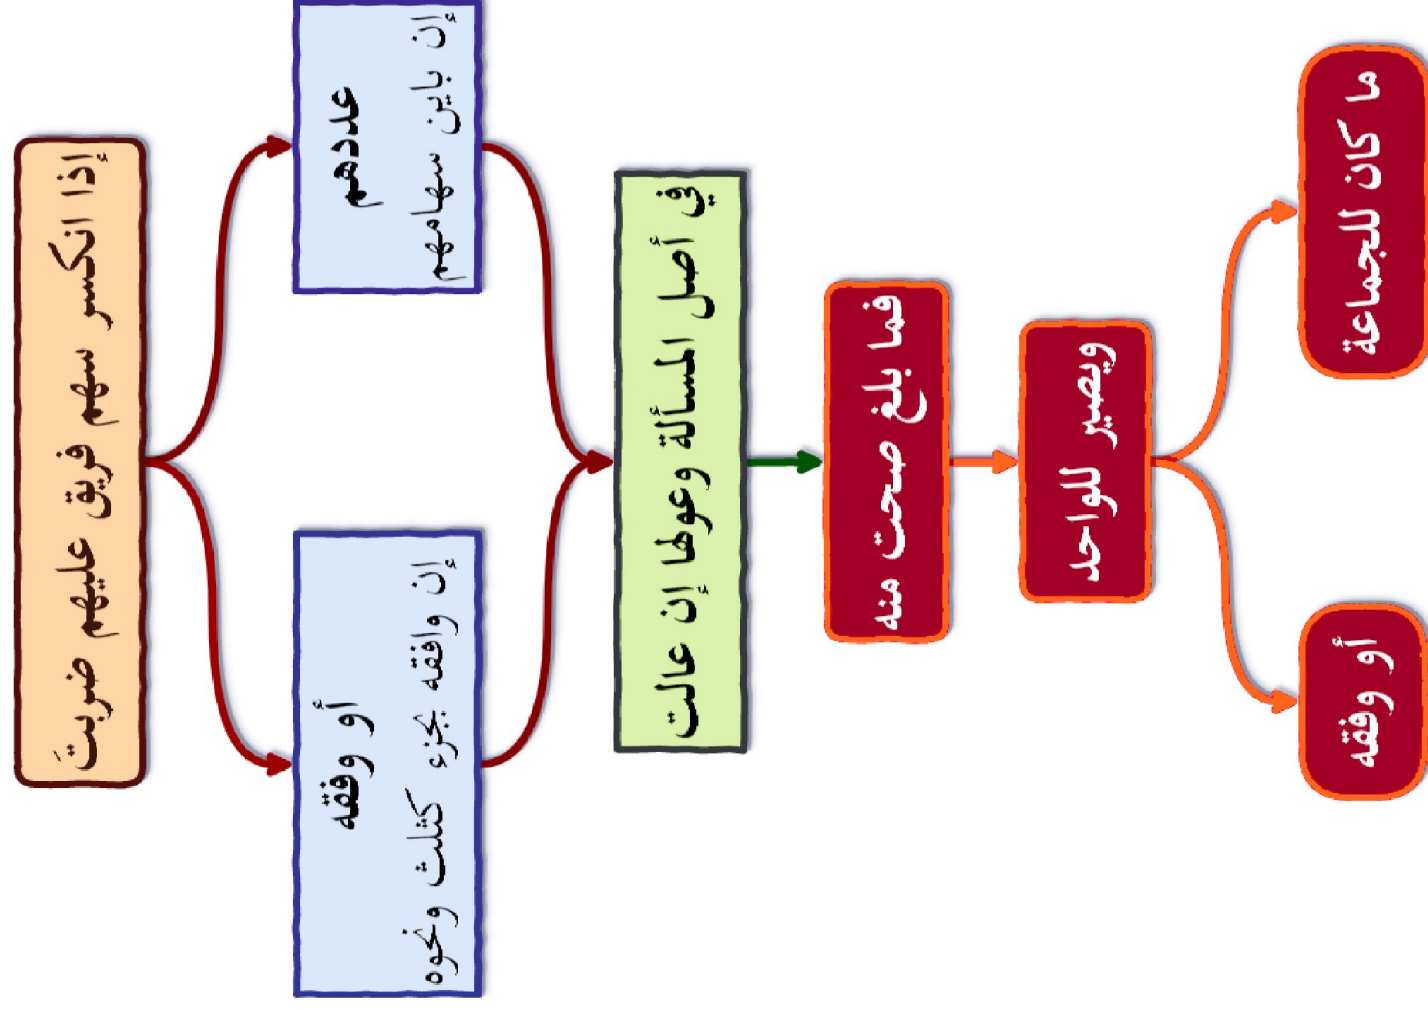 إذا انكسر سهم فريق عليهم ضربتَ
عددهم
إن باين سهامهم
أو وفقه
إن وافقه بجزء كثلث ونحوه
في أصل المسألة وعولها إن عالت
فما بلغ صحت منه
ويصير للواحد
ما كان للجماعة
أو وفقه